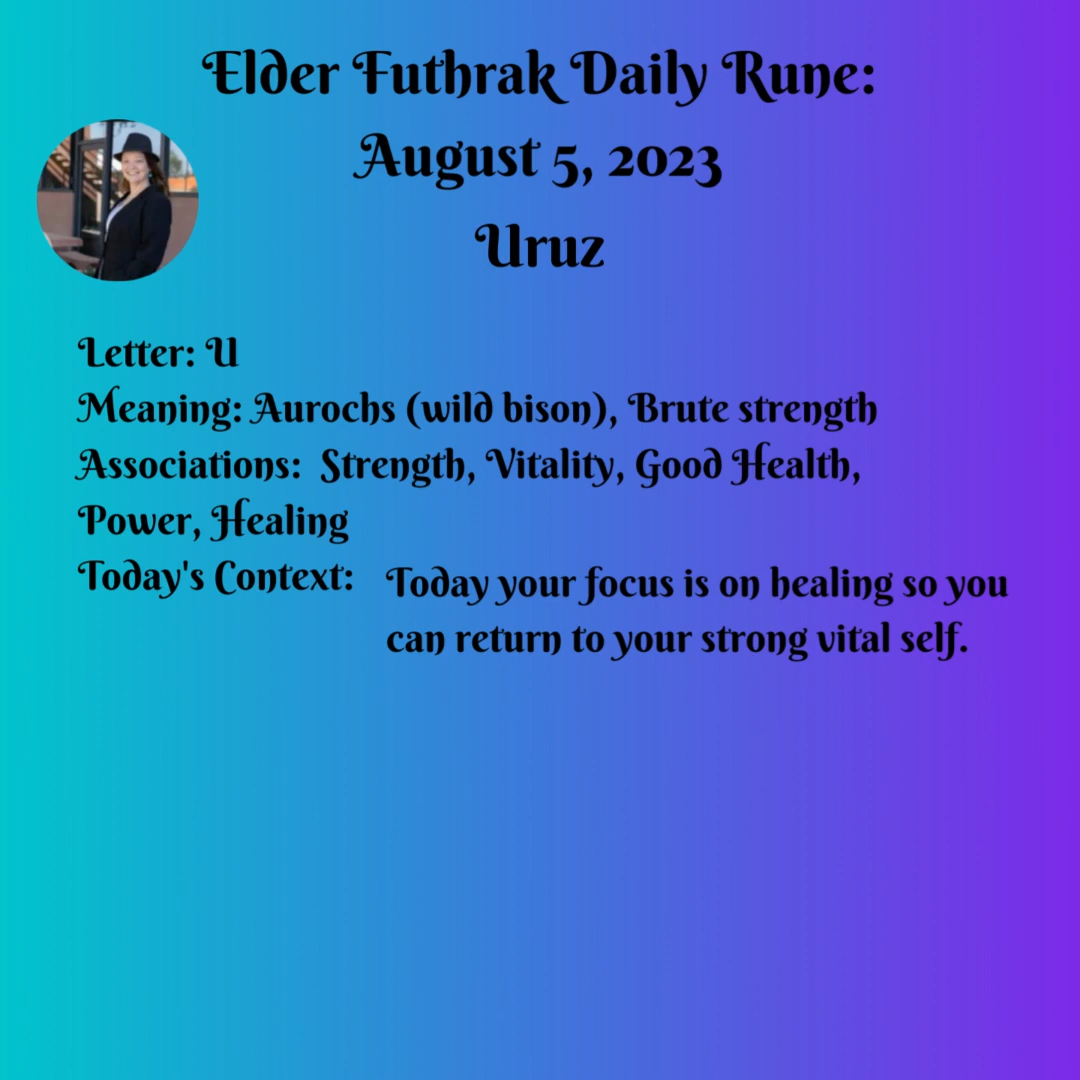 Elder Futhrak Daily Rune:
August 5, 2023
Uruz
Letter: U
Meaning: Aurochs (wild bison), Brute strength
Associations: Strength, Vitality, Good Health,
Power, Healing
Today's Context: Today your focus is on healing so you
can return to your strong vital self.